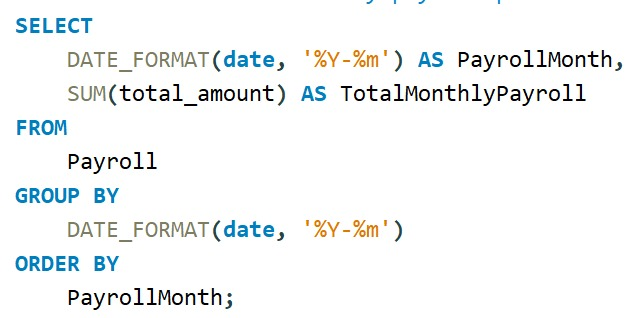 SELECT
    DATE_FORMAT(date, '%Y-%m') AS PayrollMonth,
    SUM(total_amount) AS TotalMonthlyPayroll
FROM
    Payroll
GROUP BY
    DATE_FORMAT(date, '%Y-%m')
ORDER BY
    PayrollMonth;